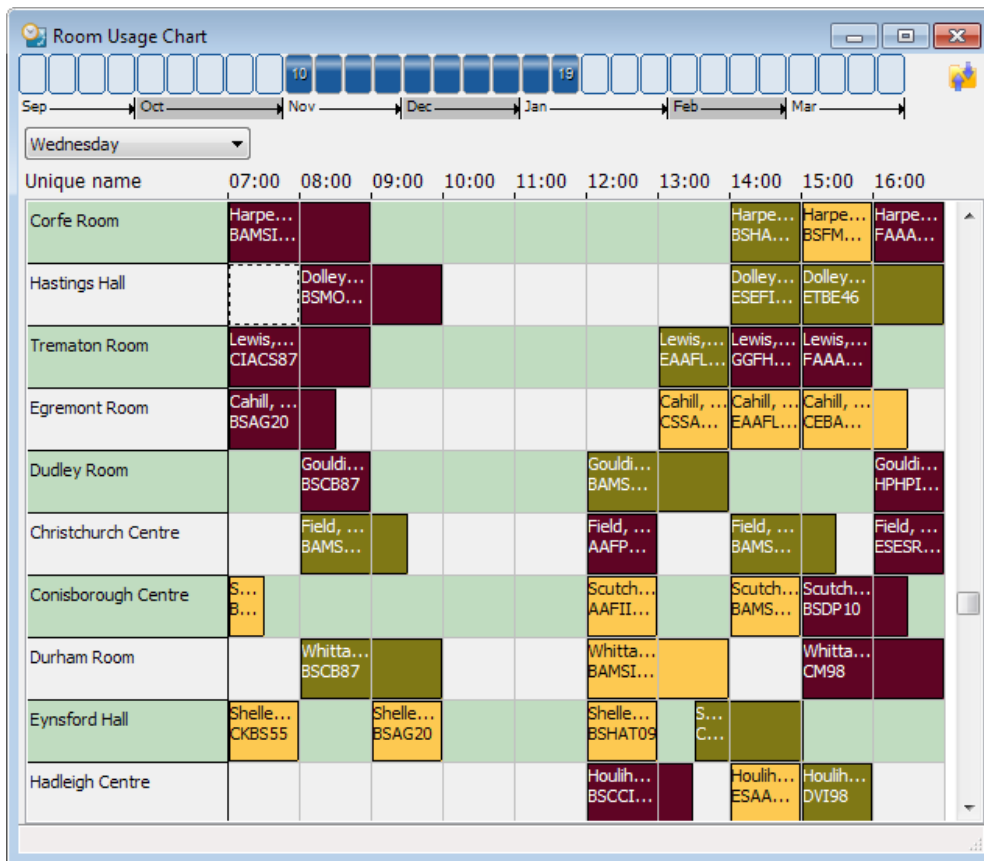 Room Usage Chart
10 19
Sep Oct Nov Dec Jan Feb Mar
Wednesday
Unique name 07:00 08:00 09:00 10:00 11:00 12:00 13:00 14:00 15:00 16:00
Corfe Room Harpe... Harpe... Harpe... Harpe...
BAMSI... BSHA... BSFM... FAAA...
Hastings Hall Dolley... Dolley... Dolley...
BSMO... ESEFI... ETBE46
Trematon Room Lewis,... Lewis,... Lewis,... Lewis,...
CIACS87 EAAFL... GGFH... FAAA...
Egremont Room Cahill, ... Cahill, ... Cahill, ... Cahill, ...
BSAG20 CSSA... EAAFL... CEBA...
Dudley Room Gouldi... Gouldi... Gouldi...
BSCB87 BAMS... HPHPI...
Christchurch Centre Field, ... Field, ... Field, ... Field, ...
BAMS... AAFP... BAMS... ESESR...
Conisborough Centre S... Scutch... Scutch... Scutch...
B... AAFII... BAMS... BSDP10
Durham Room Whitta... Whitta... Whitta...
BSCB87 BAMSI... CM98
Eynsford Hall Shelle... Shelle... Shelle... S...
CKBS55 BSAG20 BSHAT09 C...
Hadleigh Centre Houlih... Houlih... Houlih...
BSCCI... ESAA... DVI98